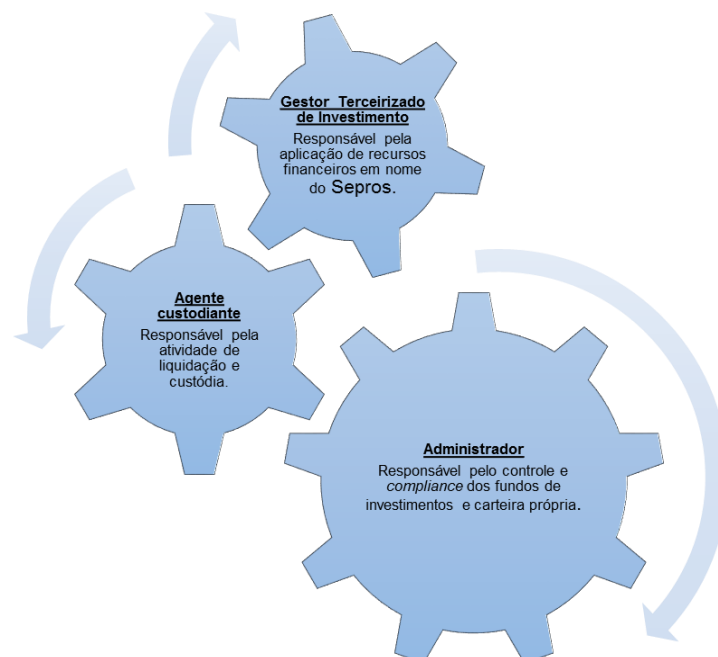 Gestor Terceirizado
de Investimento
Responsável pela
aplicação de recursos
financeiros em nome
do Sepros.
Agente
custodiante
Responsável pela
atividade de
liquidação e
custódia.
Administrador
Responsável pelo controle e
compliance dos fundos de
investimentos e carteira própria.